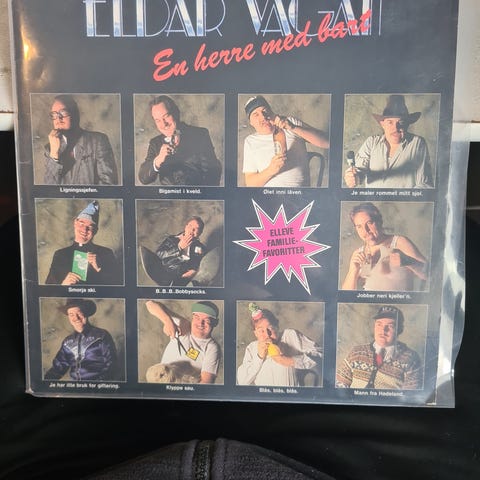 ELDAR VÅGAN
En herre med bart
Ligningssjefen.
Bigamist i kveld.
Diet inni låven.
Je maler rommet mitt sjøl.
Smørja ski.
B..B..B..Bobbysocks.
ELLEVE
FAMILIE-
FAVORITTER
Jobber neri kjeller'n.
Je har itte bruk for giftering.
Klyppe sau.
Blås, blås, blås.
Mann fra Hadeland.